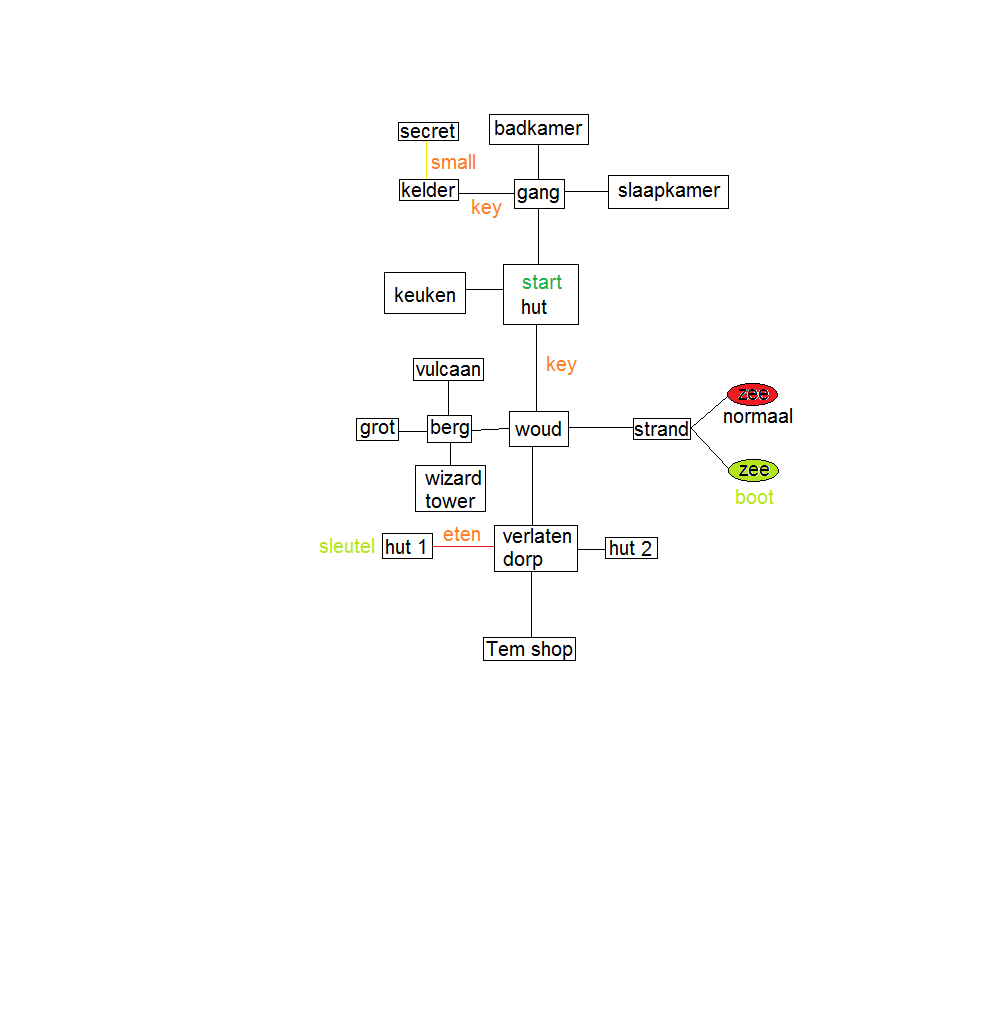 badkamer
secret
small
kelder
gang
slaapkamer
key
start
keuken
hut
key
vulcaan
zee
normaal
grot
berg
woud
strand
wizard
tower
zee
boot
sleutel
hut 1
eten
verlaten
dorp
hut 2
Tem shop